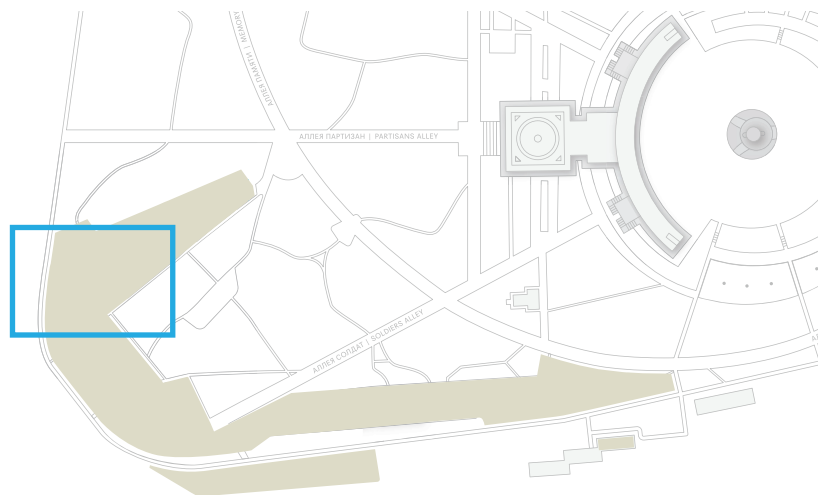 АЛЛЕЯ ПАМЯТИ | MEMORY
АЛЛЕЯ ПАРТИЗАН | PARTISANS ALLEY
АЛЛЕЯ СОЛДАТ | SOLDIERS ALLEY